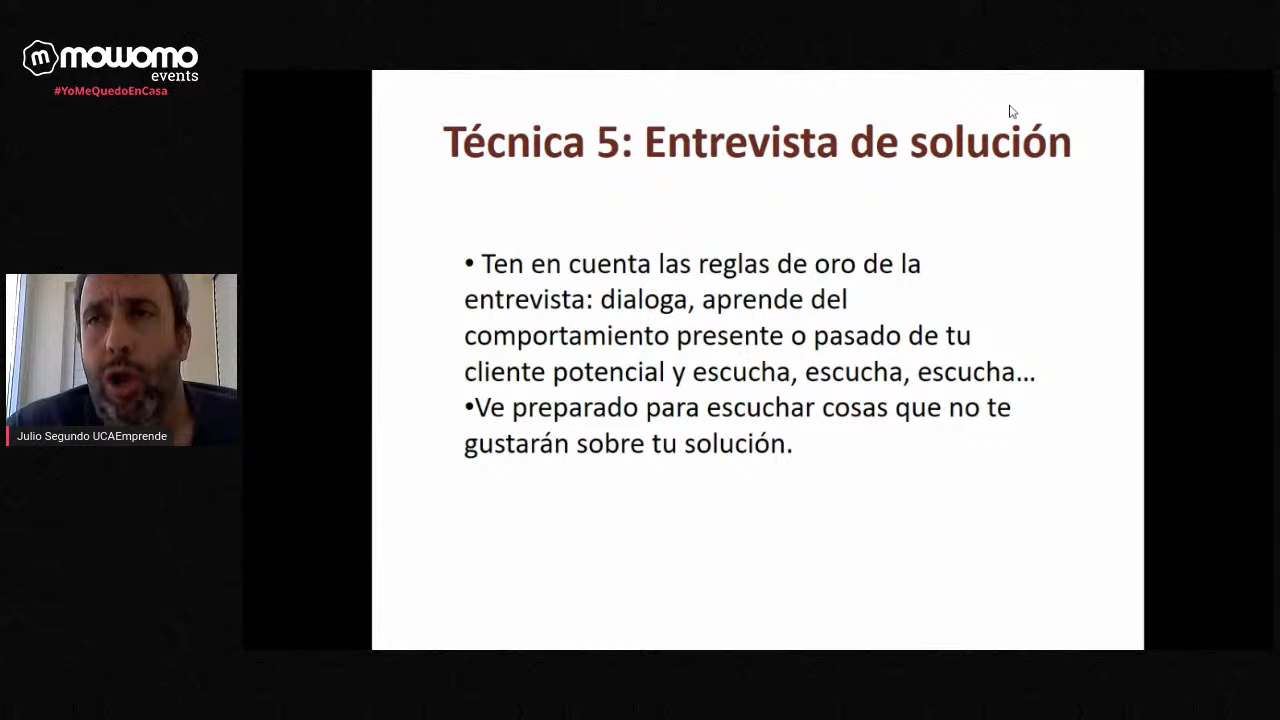 mowomo
events
#YoMeQuedoEnCasa
Técnica 5: Entrevista de solución
• Ten en cuenta las reglas de oro de la
entrevista: dialoga, aprende del
comportamiento presente o pasado de tu
cliente potencial y escucha, escucha, escucha...
•Ve preparado para escuchar cosas que no te
gustarán sobre tu solución.
Julio Segundo UCAEmprende